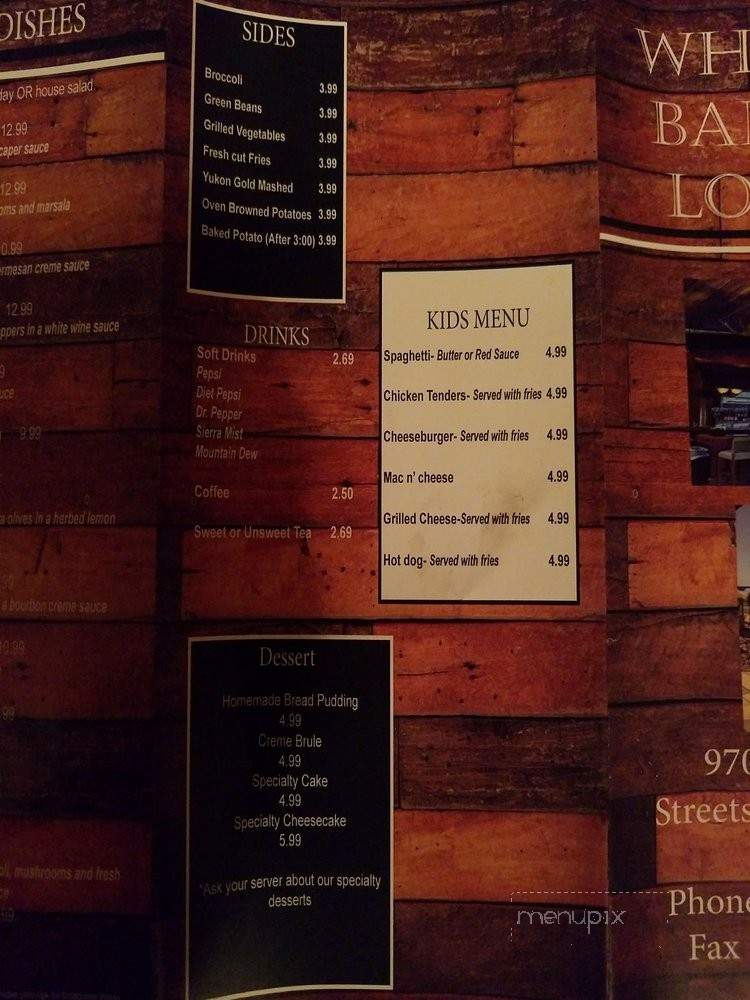 DISHES
day OR house salad.
12.99
caper sauce
12.99
oms and marsala
0.99
ermesan creme sauce
12.99
ppers in a white wine sauce
9.99
a olives in a herbed lemon
a bourbon creme sauce
10.99
mushrooms and fresh
SIDES
Broccoli 3.99
Green Beans 3.99
Grilled Vegetables 3.99
Fresh cut Fries 3.99
Yukon Gold Mashed 3.99
Oven Browned Potatoes 3.99
Baked Potato (After 3:00) 3.99
DRINKS
Soft Drinks 2.69
Pepsi
Diet Pepsi
Dr. Pepper
Sierra Mist
Mountain Dew
Coffee 2.50
Sweet or Unsweet Tea 2.69
KIDS MENU
Spaghetti- Butter or Red Sauce 4.99
Chicken Tenders- Served with fries 4.99
Cheeseburger- Served with fries 4.99
Mac n' cheese 4.99
Grilled Cheese-Served with fries 4.99
Hot dog- Served with fries 4.99
Dessert
Homemade Bread Pudding
4.99
Creme Brule
4.99
Specialty Cake
4.99
Specialty Cheesecake
5.99
*Ask your server about our specialty
desserts
WH
BA
LO
970
Streets
Phone
Fax
menupix